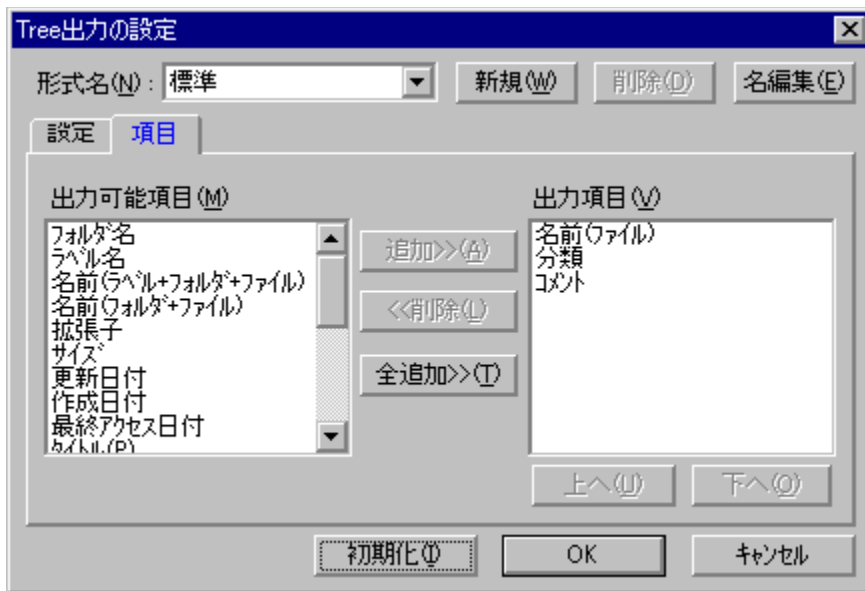 Tree出力の設定
形式名(N):標準 新規(W) 削除(D) 名編集(E)
設定 項目
出力可能項目(M)
フォルダ名
ラベル名
名前(ラベル+フォルダ+ファイル)
名前(フォルダ+ファイル)
拡張子
サイズ
更新日付
作成日付
最終アクセス日付
タイトル(P)
追加>>(A)
<<削除(L)
全追加>>(T)
出力項目(V)
名前(ファイル)
分類
コメント
上へ(U) 下へ(O)
初期化(I) OK キャンセル